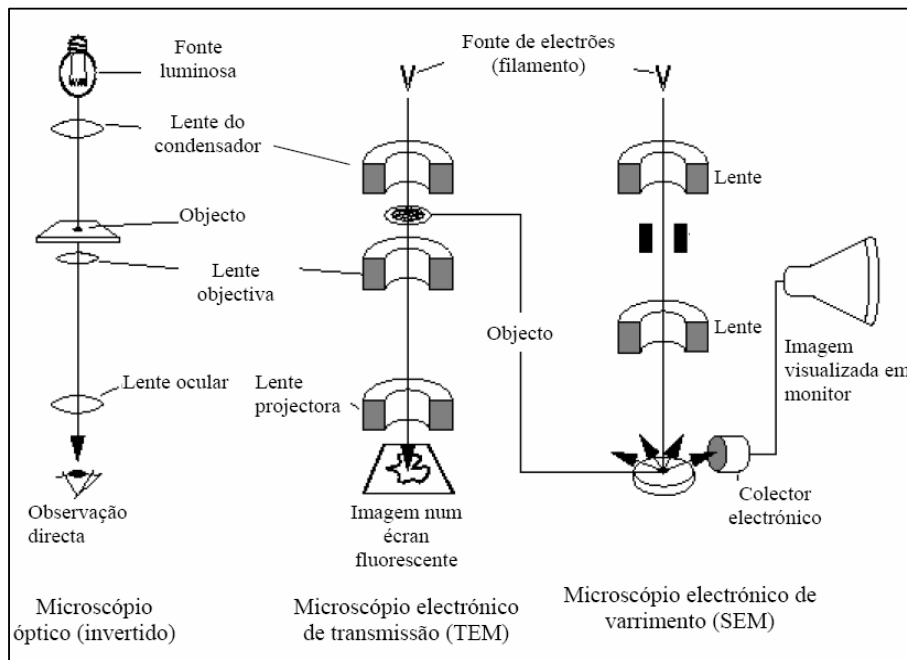 Fonte
luminosa
Fonte de electrões
(filamento)
Lente do
condensador
Lente
Objecto
Lente
objectiva
Objecto
Lente
Imagem
visualizada em
monitor
Lente ocular
Lente
projectora
Colector
electrónico
Observação
directa
Imagem num
écran
fluorescente
Microscópio
óptico (invertido)
Microscópio electrónico
de transmissão (TEM)
Microscópio electrónico de
varrimento (SEM)